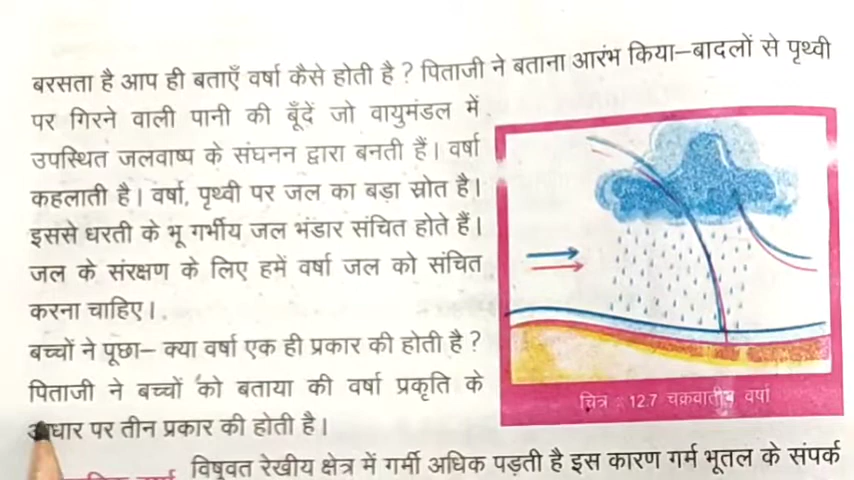 बरसता है आप ही बताएँ वर्षा कैसे होती है ? पिताजी ने बताना आरंभ किया–बादलों से पृथ्वी
पर गिरने वाली पानी की बूँदें जो वायुमंडल में
उपस्थित जलवाष्प के संघनन द्वारा बनती हैं। वर्षा
कहलाती है। वर्षा, पृथ्वी पर जल का बड़ा स्रोत है।
इससे धरती के भू गर्भीय जल भंडार संचित होते हैं।
जल के संरक्षण के लिए हमें वर्षा जल को संचित
करना चाहिए।
बच्चों ने पूछा– क्या वर्षा एक ही प्रकार की होती है ?
पिताजी ने बच्चों को बताया की वर्षा प्रकृति के
पर तीन प्रकार की होती है।
चित्र : 12.7 चक्रवातीय वर्षा
विषुवत रेखीय क्षेत्र में गर्मी अधिक पड़ती है इस कारण गर्म भूतल के संपर्क